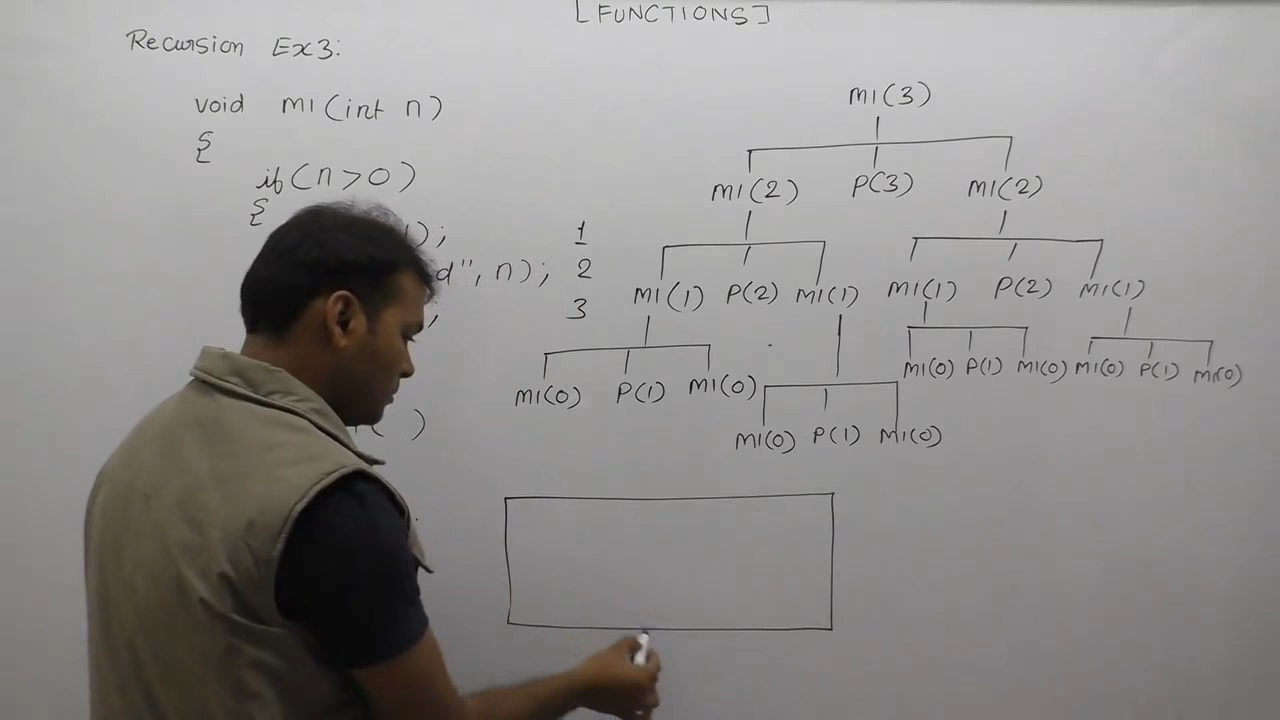 [FUNCTIONS]
Recursion Ex3:
void m1(int n)
{
if(n>0)
{
);
d", n);
;
( )
1
2
3
m1(3)
m1(2) P(3) m1(2)
m1(1) P(2) m1(1) m1(1) P(2) m1(1)
m1(0) P(1) m1(0) m1(0) P(1) m1(0)
m1(0) P(1) m1(0)
m1(0) P(1) m1(0)